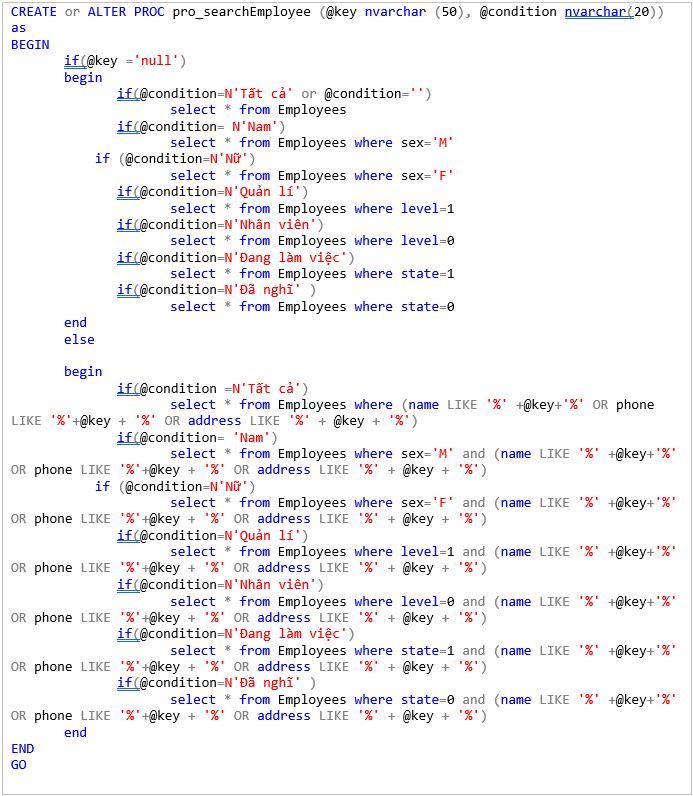 CREATE or ALTER PROC pro_searchEmployee (@key nvarchar (50), @condition nvarchar(20))
as
BEGIN
if(@key ='null')
begin
if(@condition=N'Tất cả' or @condition='')
select * from Employees
if(@condition= N'Nam')
select * from Employees where sex='M'
if (@condition=N'Nữ')
select * from Employees where sex='F'
if(@condition=N'Quản lí')
select * from Employees where level=1
if(@condition=N'Nhân viên')
select * from Employees where level=0
if(@condition=N'Đang làm việc')
select * from Employees where state=1
if(@condition=N'Đã nghĩ' )
select * from Employees where state=0
end
else
begin
if(@condition =N'Tất cả')
select * from Employees where (name LIKE '%' +@key+'%' OR phone
LIKE '%'+@key + '%' OR address LIKE '%' + @key + '%')
if(@condition= 'Nam')
select * from Employees where sex='M' and (name LIKE '%' +@key+'%'
OR phone LIKE '%'+@key + '%' OR address LIKE '%' + @key + '%')
if (@condition=N'Nữ')
select * from Employees where sex='F' and (name LIKE '%' +@key+'%'
OR phone LIKE '%'+@key + '%' OR address LIKE '%' + @key + '%')
if(@condition=N'Quản lí')
select * from Employees where level=1 and (name LIKE '%' +@key+'%'
OR phone LIKE '%'+@key + '%' OR address LIKE '%' + @key + '%')
if(@condition=N'Nhân viên')
select * from Employees where level=0 and (name LIKE '%' +@key+'%'
OR phone LIKE '%'+@key + '%' OR address LIKE '%' + @key + '%')
if(@condition=N'Đang làm việc')
select * from Employees where state=1 and (name LIKE '%' +@key+'%'
OR phone LIKE '%'+@key + '%' OR address LIKE '%' + @key + '%')
if(@condition=N'Đã nghĩ' )
select * from Employees where state=0 and (name LIKE '%' +@key+'%'
OR phone LIKE '%'+@key + '%' OR address LIKE '%' + @key + '%')
end
END
GO